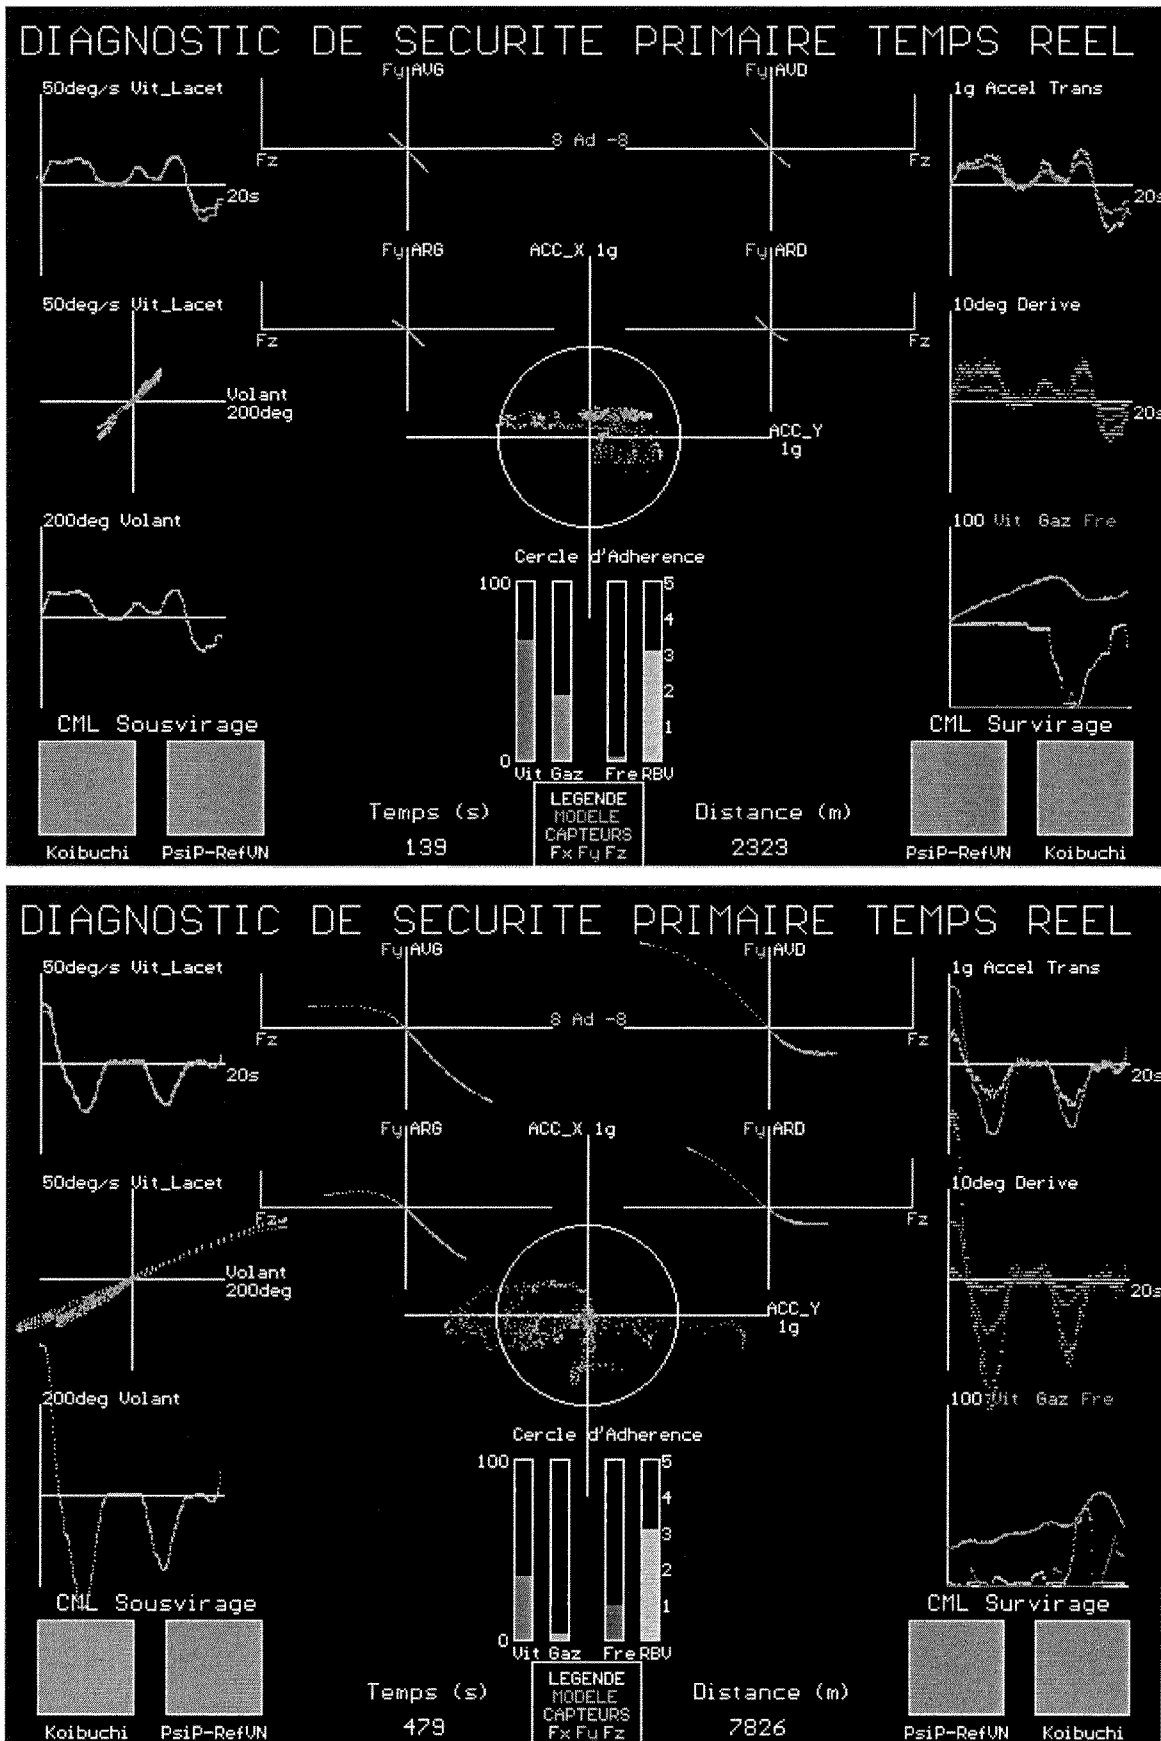 DIAGNOSTIC DE SECURITE PRIMAIRE TEMPS REEL
50deg/s Vit_Lacet
Fy AVG
Fy AVD
1g Accel Trans
Fz
8 Ad -8
Fz
20s
20s
Fy ARG
ACC_X 1g
Fy ARD
50deg/s Vit_Lacet
10deg Derive
Fz
Fz
Volant
200deg
20s
ACC_Y
1g
200deg Volant
100 Vit Gaz Fre
Cercle d'Adherence
100
5
4
3
2
1
0
Vit Gaz Fre RBV
CML Sousvirage
CML Survirage
Temps (s)
139
LEGENDE
MODELE
CAPTEURS
Fx Fy Fz
Distance (m)
2323
Koibuchi PsiP-RefVN
PsiP-RefVN Koibuchi
DIAGNOSTIC DE SECURITE PRIMAIRE TEMPS REEL
50deg/s Vit_Lacet
Fy AVG
Fy AVD
1g Accel Trans
Fz
8 Ad -8
Fz
20s
20s
Fy ARG
ACC_X 1g
Fy ARD
50deg/s Vit_Lacet
10deg Derive
Fz
Fz
Volant
200deg
20s
ACC_Y
1g
200deg Volant
100 Vit Gaz Fre
Cercle d'Adherence
100
5
4
3
2
1
0
Vit Gaz Fre RBV
CML Sousvirage
CML Survirage
Temps (s)
479
LEGENDE
MODELE
CAPTEURS
Fx Fy Fz
Distance (m)
7826
Koibuchi PsiP-RefVN
PsiP-RefVN Koibuchi